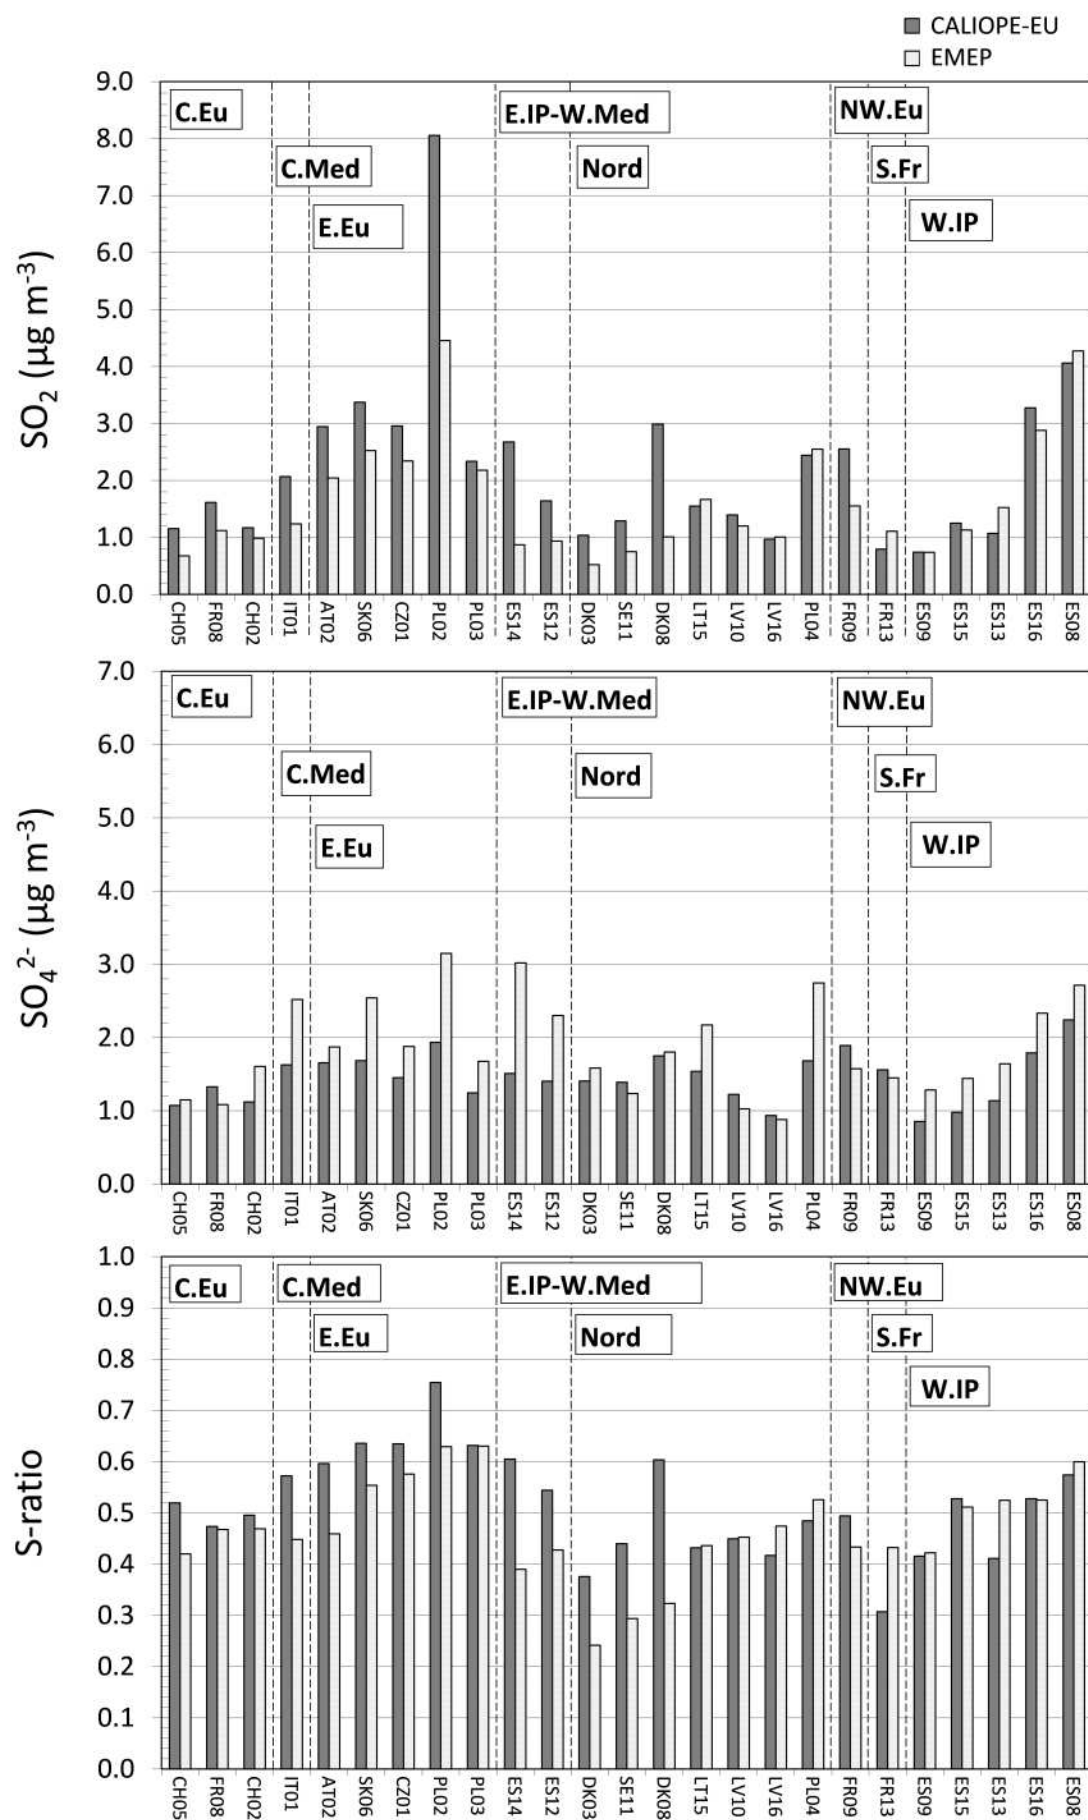 CALIOPE-EU
EMEP
SO2 (µg m-3)
9.0
8.0
7.0
6.0
5.0
4.0
3.0
2.0
1.0
0.0
C.Eu
C.Med
E.Eu
E.IP-W.Med
Nord
NW.Eu
S.Fr
W.IP
CH05 FR08 CH02 IT01 AT02 SK06 CZ01 PL02 PL03 ES14 ES12 DK03 SE11 DK08 LT15 LV10 LV16 PL04 FR09 FR13 ES09 ES15 ES13 ES16 ES08
SO4 2- (µg m-3)
7.0
6.0
5.0
4.0
3.0
2.0
1.0
0.0
C.Eu
C.Med
E.Eu
E.IP-W.Med
Nord
NW.Eu
S.Fr
W.IP
CH05 FR08 CH02 IT01 AT02 SK06 CZ01 PL02 PL03 ES14 ES12 DK03 SE11 DK08 LT15 LV10 LV16 PL04 FR09 FR13 ES09 ES15 ES13 ES16 ES08
S-ratio
1.0
0.9
0.8
0.7
0.6
0.5
0.4
0.3
0.2
0.1
0.0
C.Eu
C.Med
E.Eu
E.IP-W.Med
Nord
NW.Eu
S.Fr
W.IP
CH05 FR08 CH02 IT01 AT02 SK06 CZ01 PL02 PL03 ES14 ES12 DK03 SE11 DK08 LT15 LV10 LV16 PL04 FR09 FR13 ES09 ES15 ES13 ES16 ES08